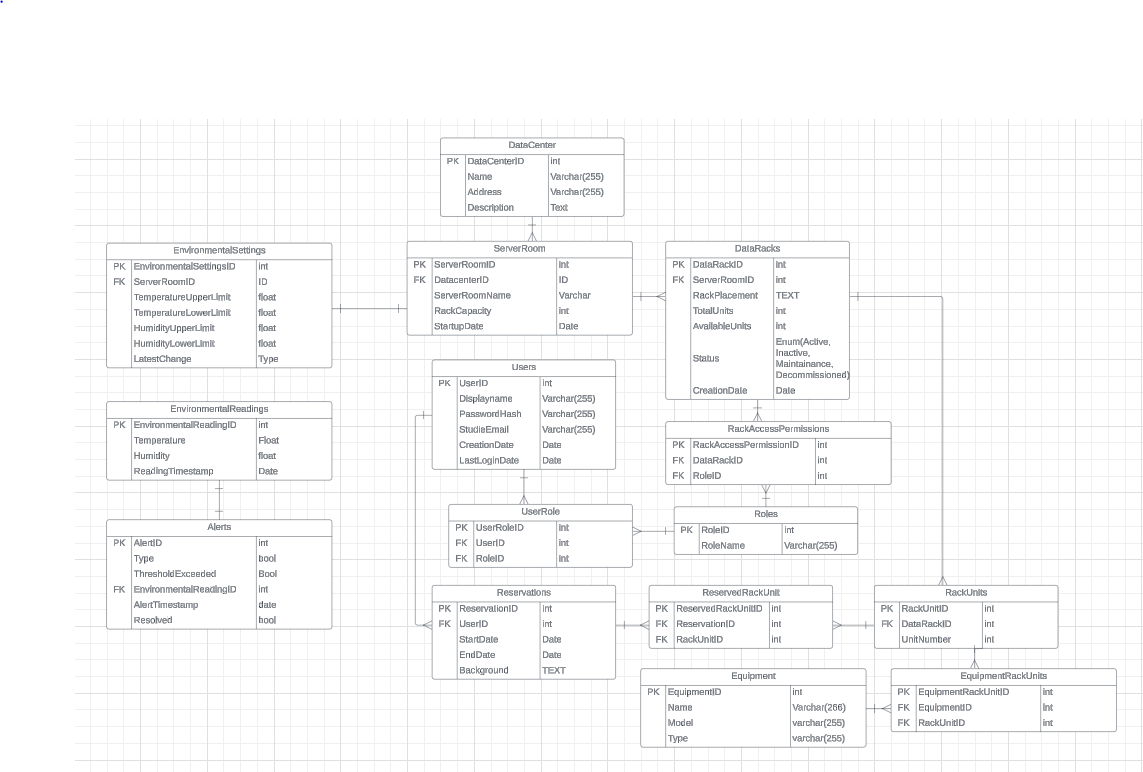 DataCenter
PK DataCenterID int
Name Varchar(255)
Address Varchar(255)
Description Text
EnvironmentalSettings
PK EnvironmentalSettingsID int
FK ServerRoomID ID
TemperatureUpperLimit float
TemperatureLowerLimit float
HumidityUpperLimit float
HumidityLowerLimit float
LatestChange Type
ServerRoom
PK ServerRoomID int
FK DatacenterID ID
ServerRoomName Varchar
RackCapacity int
StartupDate Date
DataRacks
PK DataRackID int
FK ServerRoomID int
RackPlacement TEXT
TotalUnits int
AvailableUnits int
Status Enum(Active,
Inactive,
Maintainance,
Decommissioned)
CreationDate Date
Users
PK UserID int
Displayname Varchar(255)
PasswordHash Varchar(255)
StudieEmail Varchar(255)
CreationDate Date
LastLoginDate Date
EnvironmentalReadings
PK EnvironmentalReadingID int
Temperature Float
Humidity float
ReadingTimestamp Date
RackAccessPermissions
PK RackAccessPermissionID int
FK DataRackID int
FK RoleID int
UserRole
PK UserRoleID int
FK UserID int
FK RoleID int
Roles
PK RoleID int
RoleName Varchar(255)
Alerts
PK AlertID int
Type bool
ThresholdExceeded Bool
FK EnvironmentalReadingID int
AlertTimestamp date
Resolved bool
Reservations
PK ReservationID int
FK UserID int
StartDate Date
EndDate Date
Background TEXT
ReservedRackUnit
PK ReservedRackUnitID int
FK ReservationID int
FK RackUnitID int
RackUnits
PK RackUnitID int
FK DataRackID int
UnitNumber int
Equipment
PK EquipmentID int
Name Varchar(266)
Model varchar(255)
Type varchar(255)
EquipmentRackUnits
PK EquipmentRackUnitID int
FK EquipmentID int
FK RackUnitID int